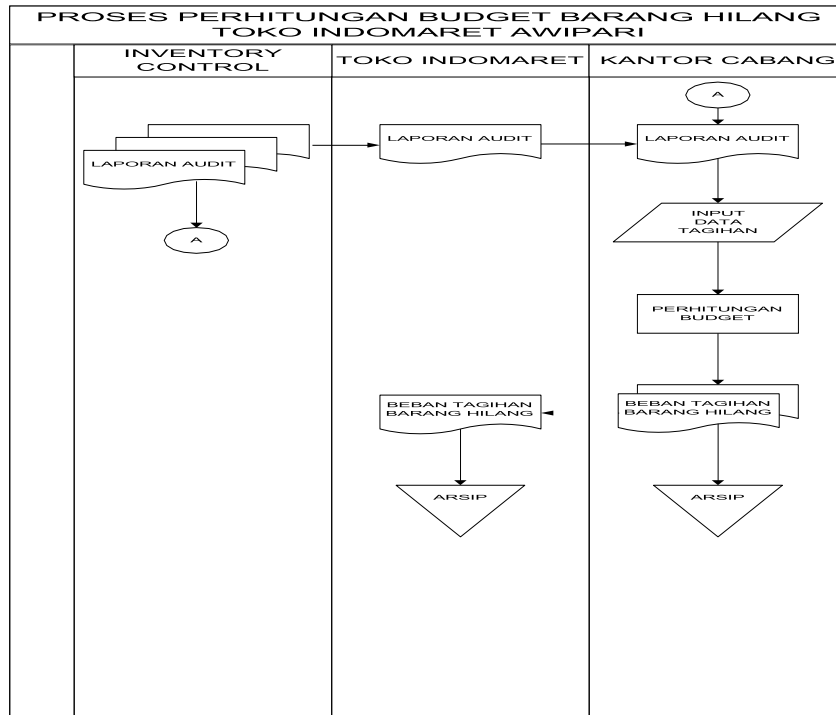 PROSES PERHITUNGAN BUDGET BARANG HILANG
TOKO INDOMARET AWIPARI
INVENTORY
CONTROL
TOKO INDOMARET
KANTOR CABANG
A
LAPORAN AUDIT
LAPORAN AUDIT
LAPORAN AUDIT
A
INPUT
DATA
TAGIHAN
PERHITUNGAN
BUDGET
BEBAN TAGIHAN
BARANG HILANG
BEBAN TAGIHAN
BARANG HILANG
ARSIP
ARSIP